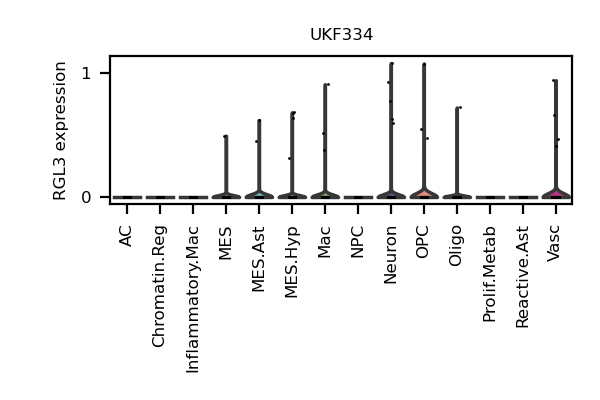 UKF334
RGL3 expression
1
0
AC
Chromatin.Reg
Inflammatory.Mac
MES
MES.Ast
MES.Hyp
Mac
NPC
Neuron
OPC
Oligo
Prolif.Metab
Reactive.Ast
Vasc